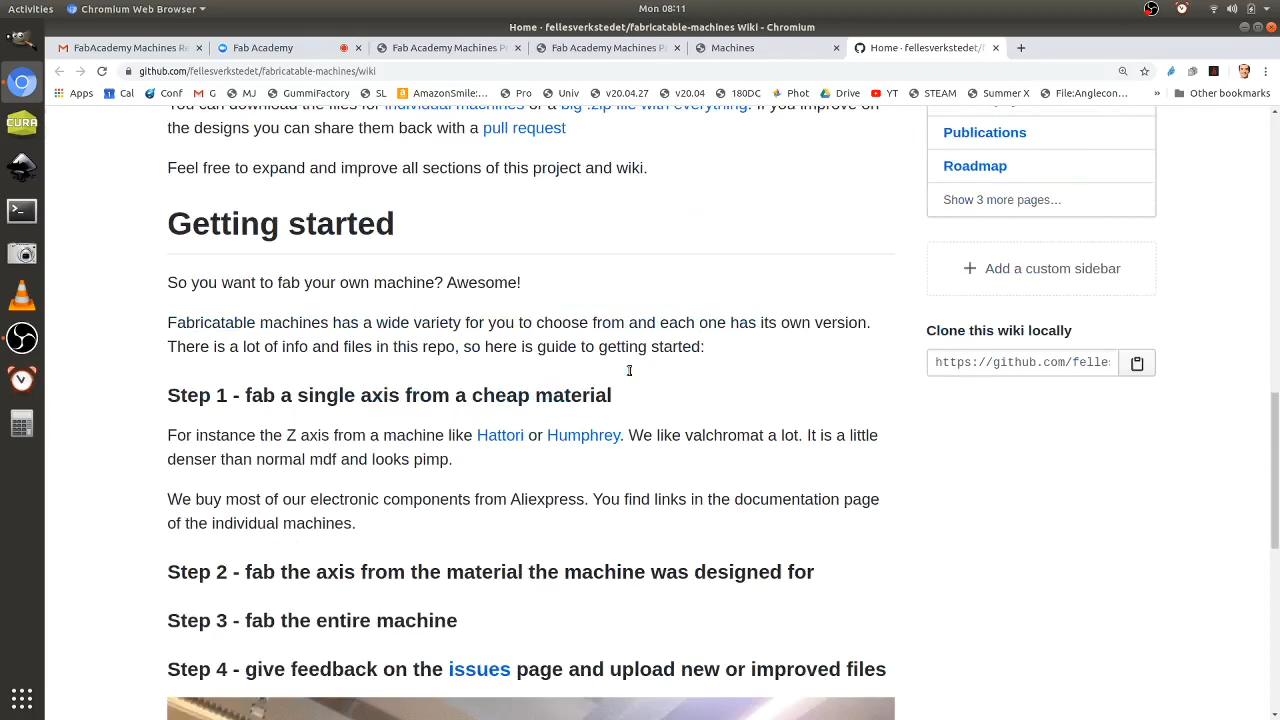 Activities
Chromium Web Browser
Mon 08:11
Home · fellesverkstedet/fabricatable-machines Wiki - Chromium
FabAcademy Machines Re
Fab Academy
Fab Academy Machines P
Fab Academy Machines P
Machines
Home · fellesverkstedet/f
github.com/fellesverkstedet/fabricatable-machines/wiki
Apps
Cal
Conf
G
MJ
GummiFactory
SL
AmazonSmile:...
Pro
Univ
v20.04.27
v20.04
180DC
Phot
Drive
YT
STEAM
Summer X
File:Anglecon...
Other bookmarks
You can download the files for individual machines or a big .zip file with everything. If you improve on
the designs you can share them back with a pull request
Feel free to expand and improve all sections of this project and wiki.
Getting started
So you want to fab your own machine? Awesome!
Fabricatable machines has a wide variety for you to choose from and each one has its own version.
There is a lot of info and files in this repo, so here is guide to getting started:
Step 1 - fab a single axis from a cheap material
For instance the Z axis from a machine like Hattori or Humphrey. We like valchromat a lot. It is a little
denser than normal mdf and looks pimp.
We buy most of our electronic components from Aliexpress. You find links in the documentation page
of the individual machines.
Step 2 - fab the axis from the material the machine was designed for
Step 3 - fab the entire machine
Step 4 - give feedback on the issues page and upload new or improved files
Publications
Roadmap
Show 3 more pages…
Add a custom sidebar
Clone this wiki locally
https://github.com/felle
CURA